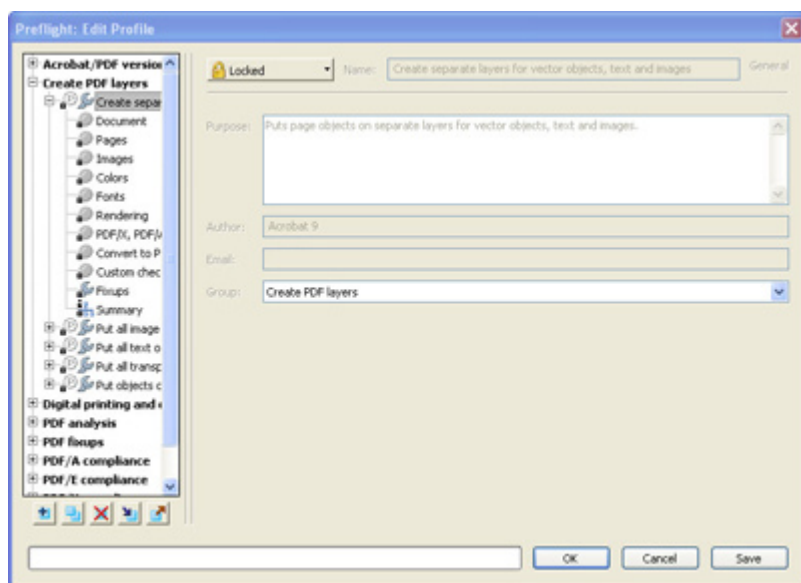 Preflight: Edit Profile
Acrobat/PDF version
Create PDF layers
Create separ
Document
Pages
Images
Colors
Fonts
Rendering
PDF/X, PDF/A
Convert to P
Custom chec
Fixups
Summary
Put all image
Put all text o
Put all transp
Put objects o
Digital printing and
PDF analysis
PDF fixups
PDF/A compliance
PDF/E compliance
Locked
Name: Create separate layers for vector objects, text and images General
Purpose: Puts page objects on separate layers for vector objects, text and images.
Author: Acrobat 9
Email:
Group: Create PDF layers
OK Cancel Save